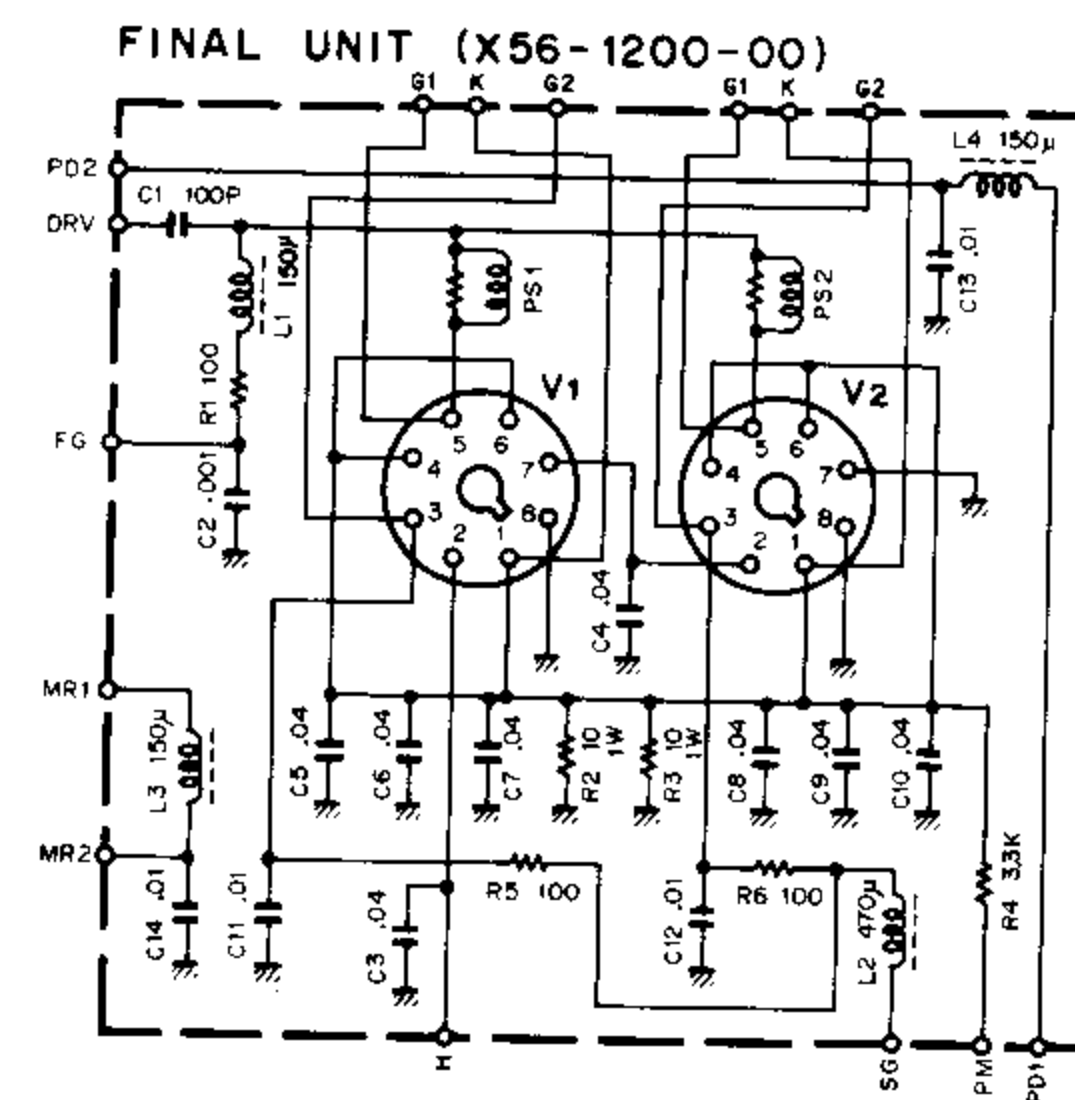 FINAL UNIT (X56-1200-00)
G1 K G2 G1 K G2
L4 150μ
PD2
C1 100P
DRV
L1 150μ
PS1
PS2
C13 .01
R1 100
FG
C2 .001
V1
V2
5 6
4 7
3 8
2 1
5 6
4 7
3 8
2 1
C4 .04
MR1
L3 150μ
C5 .04
C6 .04
C7 .04
R2 10 1W
R3 10 1W
C8 .04
C9 .04
C10 .04
MR2
C14 .01
C11 .01
R5 100
C3 .04
R6 100
C12 .01
L2 470μ
R4 3.3K
H
SG
PM
PD1